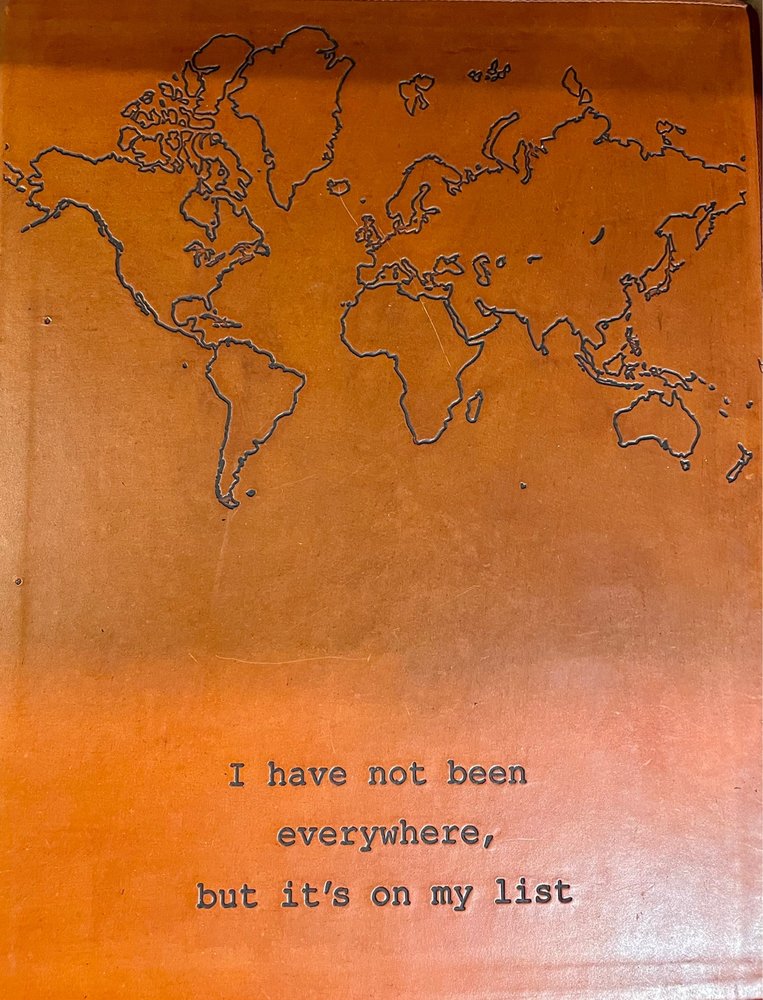 I have not been
everywhere,
but it's on my list